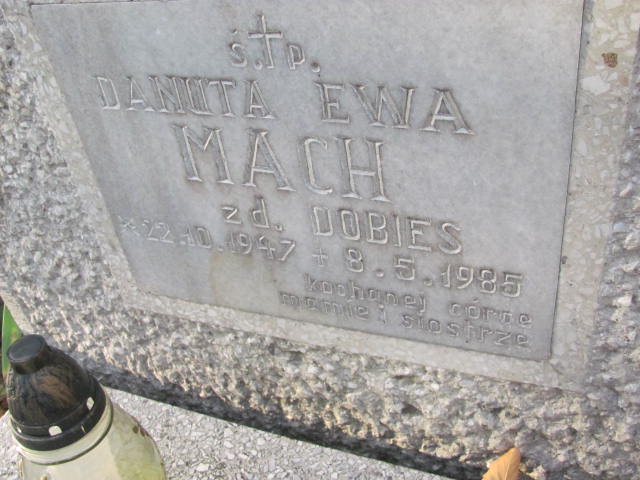 ś.†p.
DANUTA EWA
MACH
zd. DOBIES
*22.10.1947 + 8.5.1985
kochanej córce
mamie i siostrze